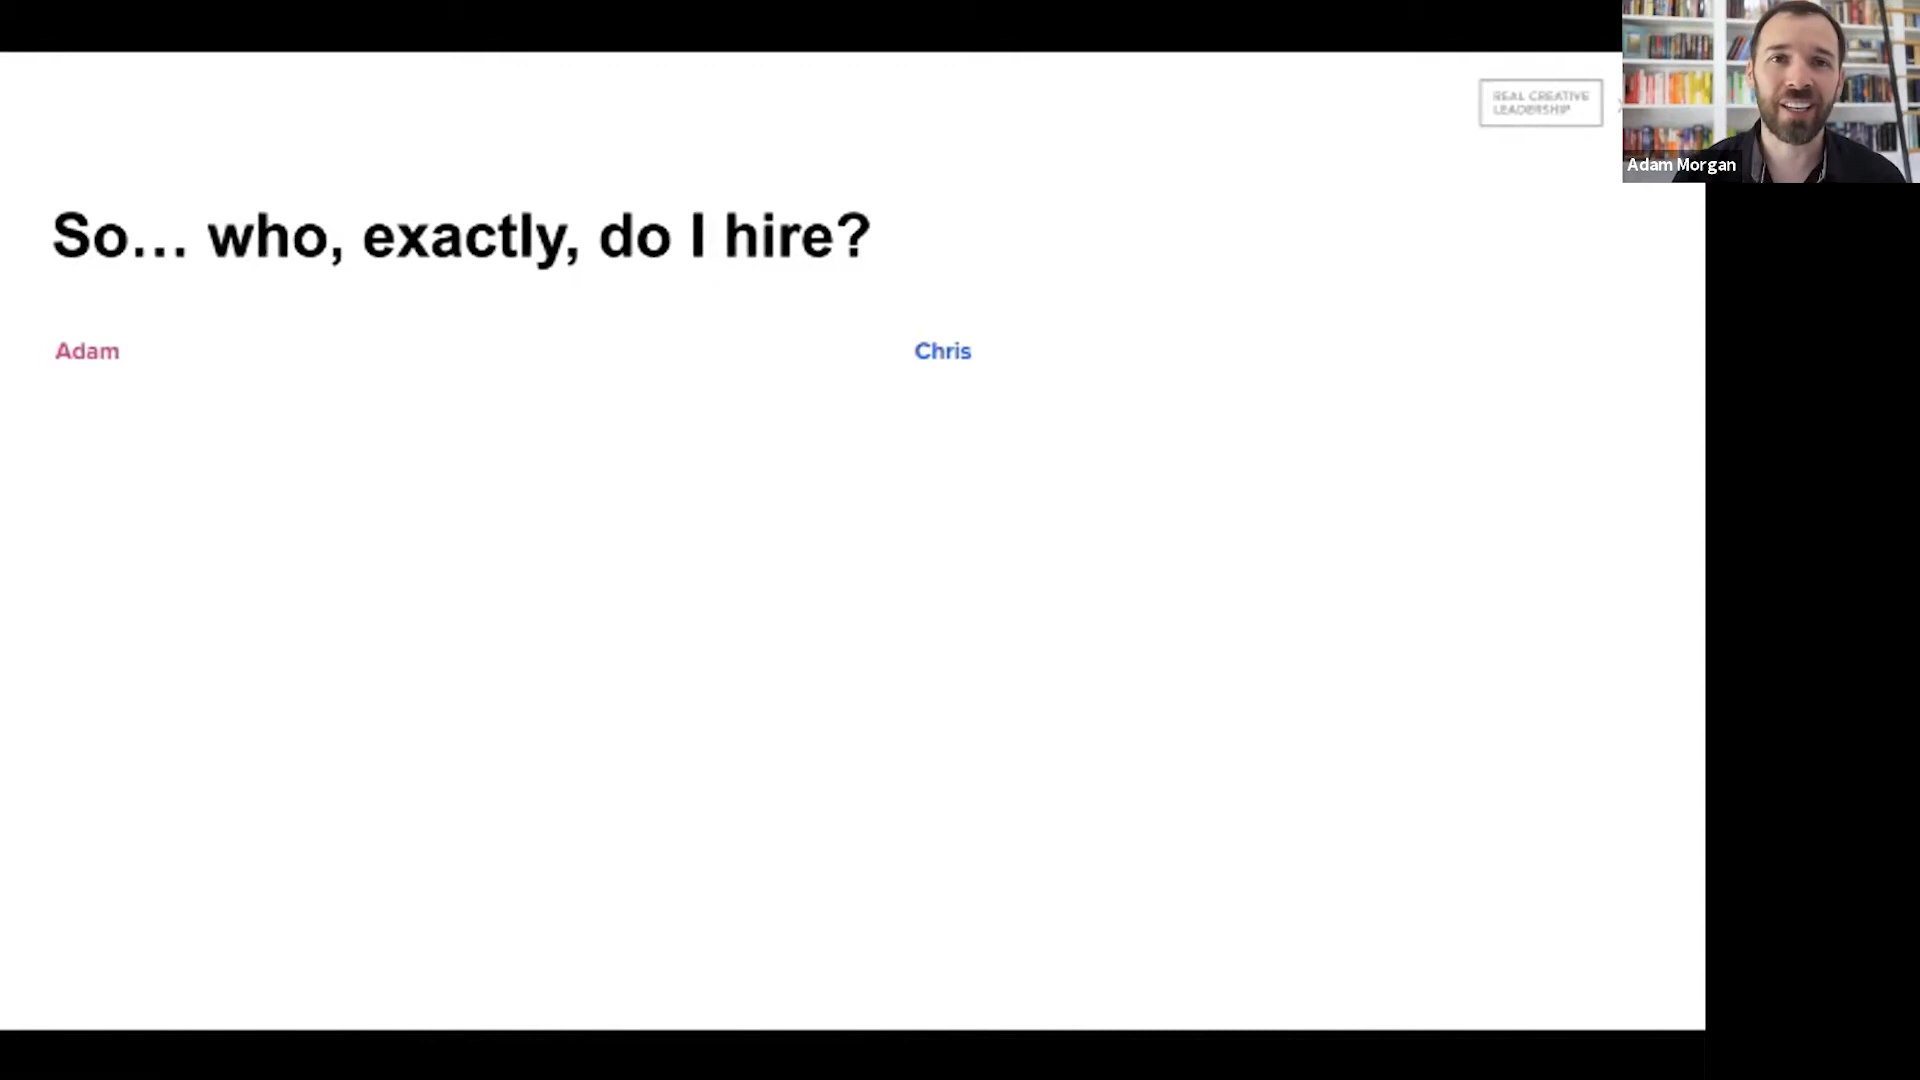 REAL CREATIVE
LEADERSHIP
Adam Morgan
So... who, exactly, do I hire?
Adam
Chris